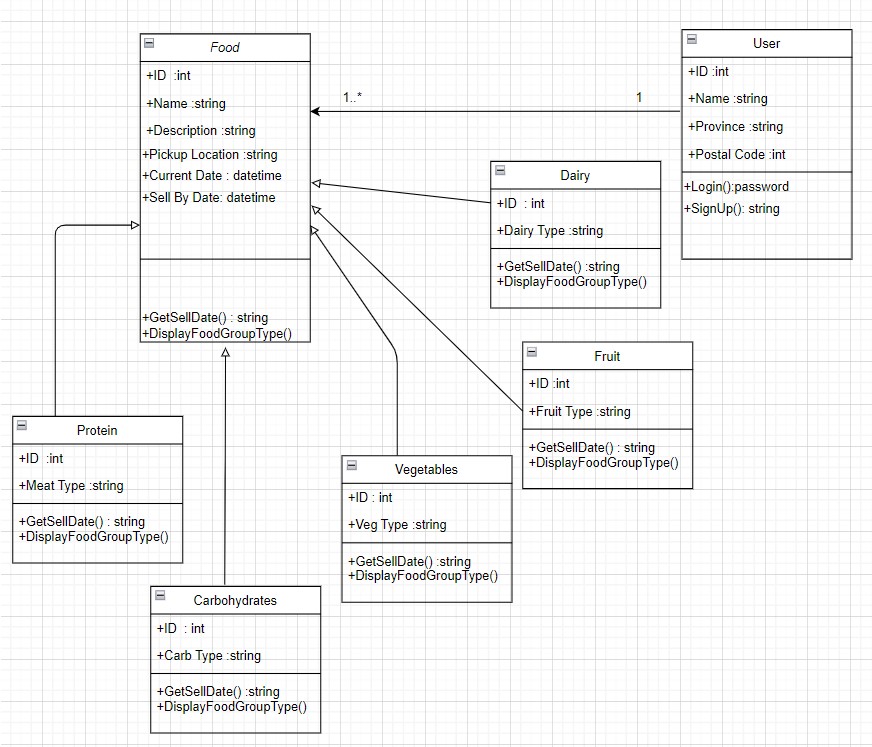 Food
+ID :int
+Name :string
+Description :string
+Pickup Location :string
+Current Date : datetime
+Sell By Date: datetime
+GetSellDate() : string
+DisplayFoodGroupType()
1..*
1
User
+ID :int
+Name :string
+Province :string
+Postal Code :int
+Login():password
+SignUp(): string
Dairy
+ID : int
+Dairy Type :string
+GetSellDate() :string
+DisplayFoodGroupType()
Fruit
+ID :int
+Fruit Type :string
+GetSellDate() : string
+DisplayFoodGroupType()
Protein
+ID :int
+Meat Type :string
+GetSellDate() : string
+DisplayFoodGroupType()
Vegetables
+ID : int
+Veg Type :string
+GetSellDate() :string
+DisplayFoodGroupType()
Carbohydrates
+ID : int
+Carb Type :string
+GetSellDate() :string
+DisplayFoodGroupType()